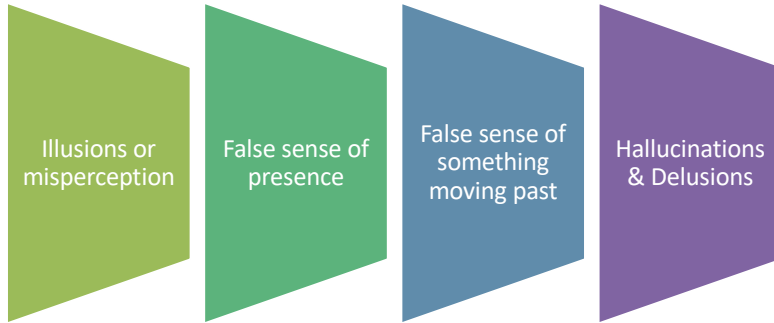 Illusions or
misperception
False sense of
presence
False sense of
something
moving past
Hallucinations
& Delusions